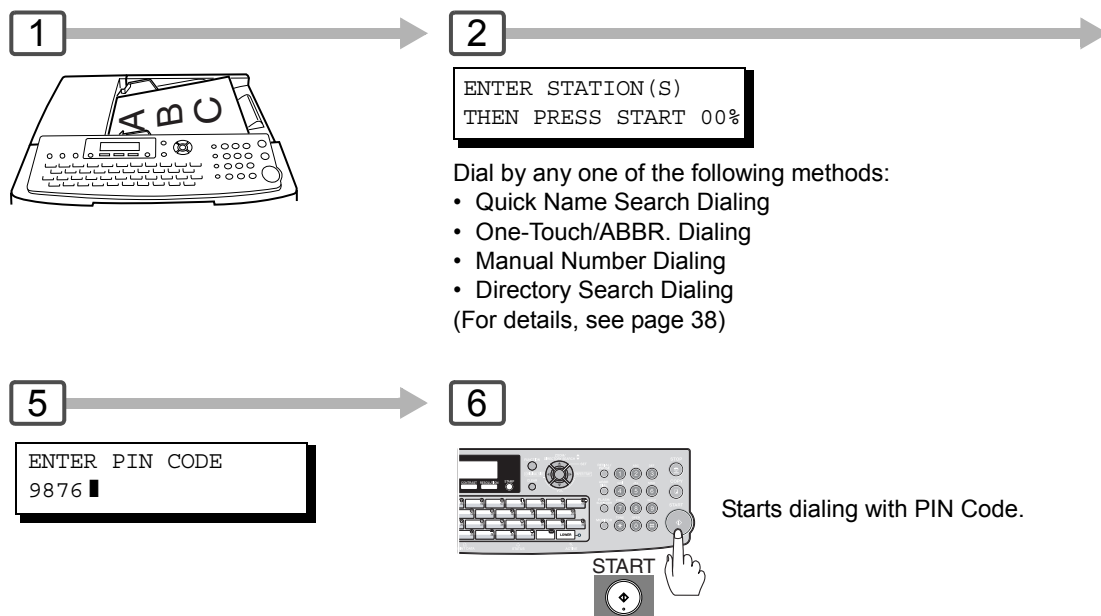 1
2
ABC
ENTER STATION(S)
THEN PRESS START 00%
Dial by any one of the following methods:
• Quick Name Search Dialing
• One-Touch/ABBR. Dialing
• Manual Number Dialing
• Directory Search Dialing
(For details, see page 38)
5
6
ENTER PIN CODE
9876
Starts dialing with PIN Code.
START